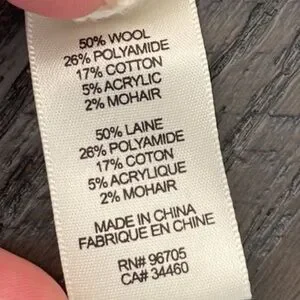 50% WOOL
26% POLYAMIDE
17% COTTON
5% ACRYLIC
2% MOHAIR
50% LAINE
26% POLYAMIDE
17% COTON
5% ACRYLIQUE
2% MOHAIR
MADE IN CHINA
FABRIQUE EN CHINE
RN# 96705
CA# 34460